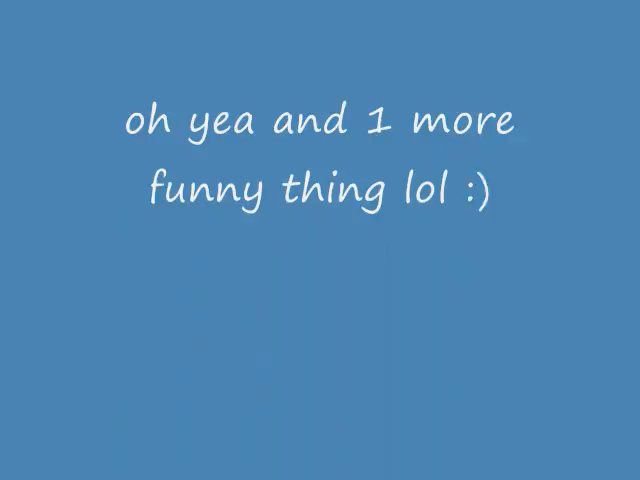 oh yea and 1 more
funny thing lol :)